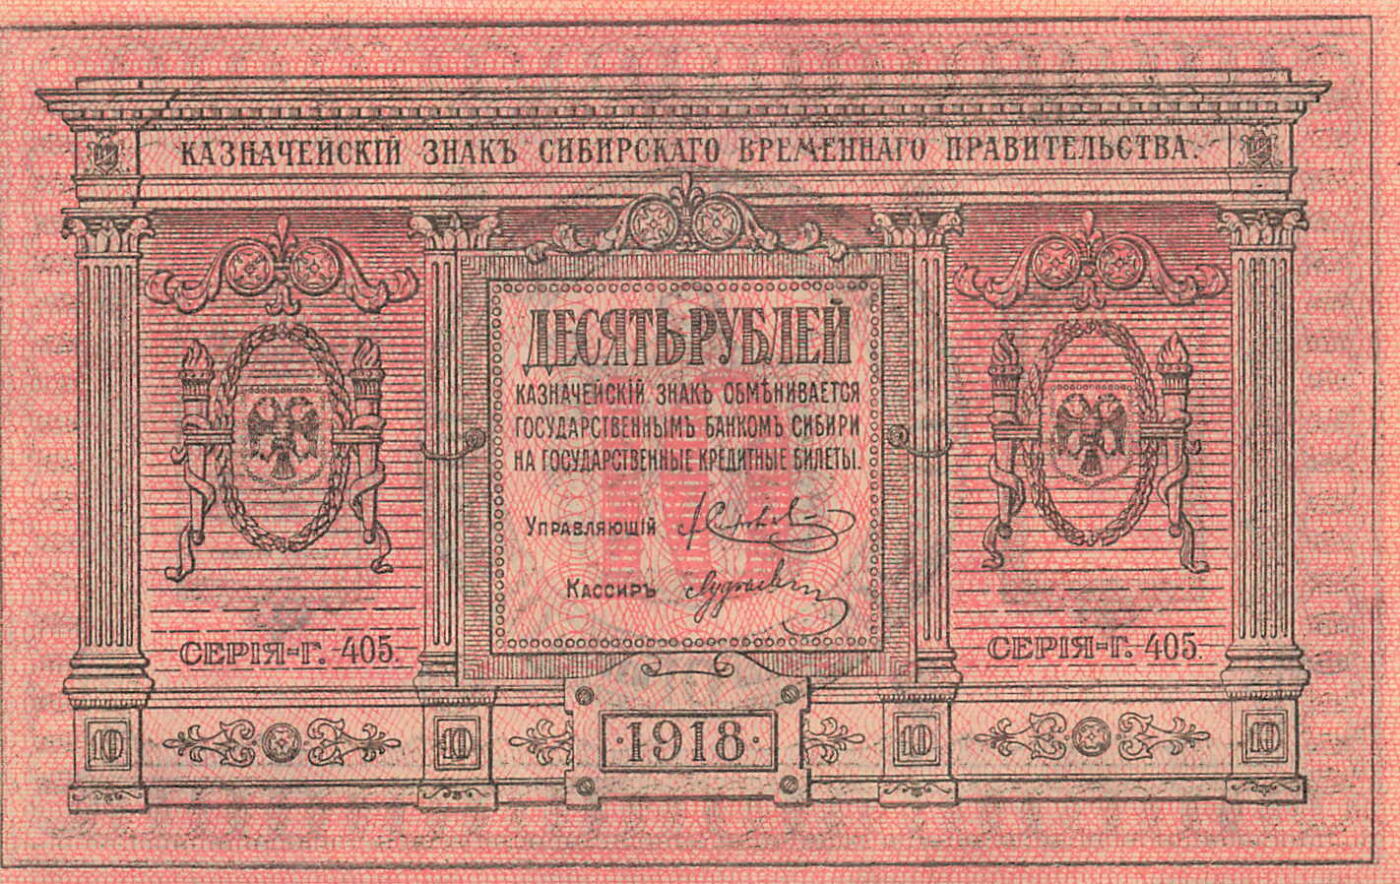 КАЗНАЧЕЙСКІЙ ЗНАКЪ СИБИРСКАГО ВРЕМЕННАГО ПРАВИТЕЛЬСТВА.
ДЕСЯТЬ РУБЛЕЙ
КАЗНАЧЕЙСКІЙ ЗНАКЪ ОБМѢНИВАЕТСЯ
ГОСУДАРСТВЕННЫМЪ БАНКОМЪ СИБИРИ
НА ГОСУДАРСТВЕННЫЕ КРЕДИТНЫЕ БИЛЕТЫ.
10
УПРАВЛЯЮЩІЙ
КАССИРЪ
СЕРІЯ=Г. 405.
СЕРІЯ=Г. 405.
10
10
·1918·
10
10